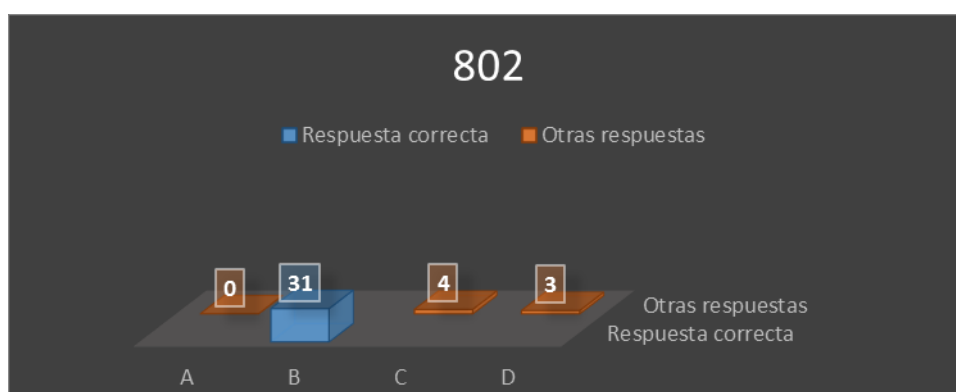 802
Respuesta correcta Otras respuestas
0 31 4 3
Otras respuestas
Respuesta correcta
A B C D